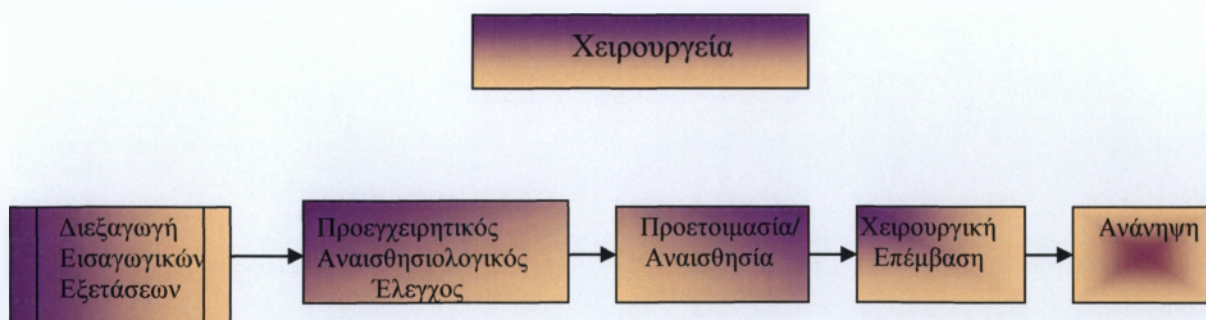 Χειρουργεία
Διεξαγωγή
Εισαγωγικών
Εξετάσεων
Προεγχειρητικός
Αναισθησιολογικός
Έλεγχος
Προετοιμασία/
Αναισθησία
Χειρουργική
Επέμβαση
Ανάνηψη